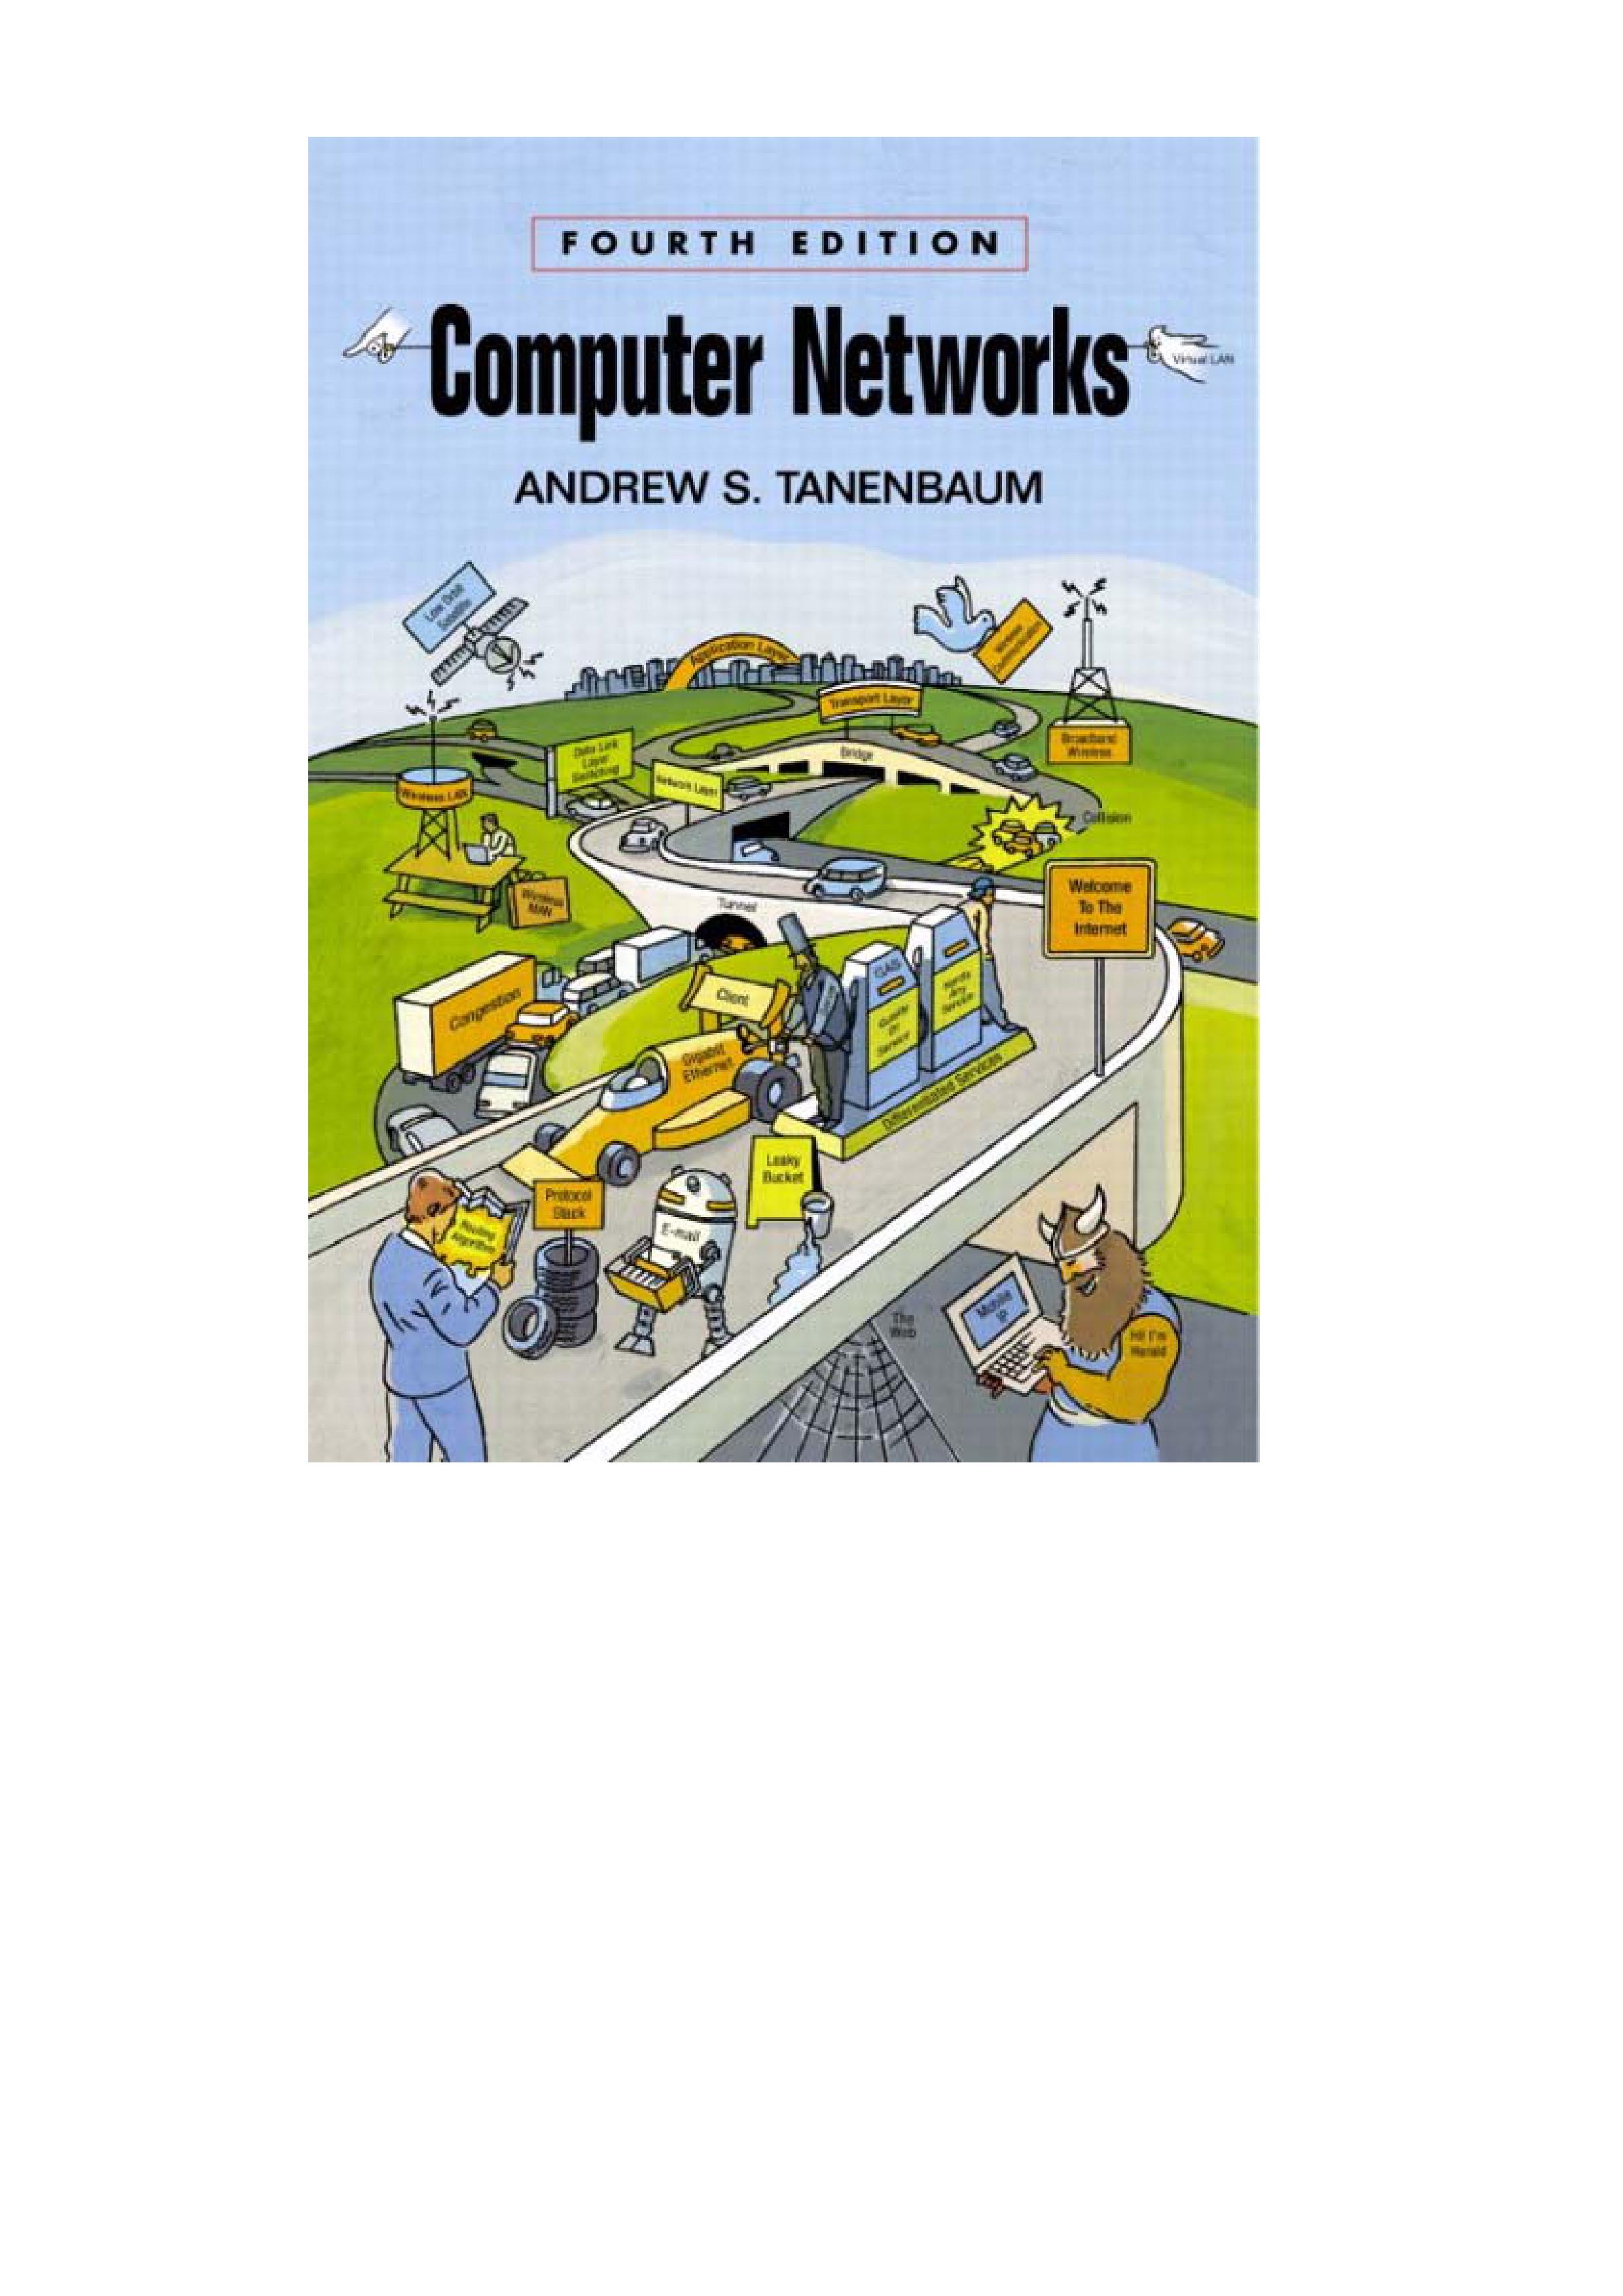 FOURTH EDITION
Computer Networks
Virtual LAN
ANDREW S. TANENBAUM
Low Orbit
Satellite
Application Layer
Wireless
Communication
Transport Layer
Broadband
Wireless
Data Link
Layer
Switching
Bridge
Network Layer
Wireless LAN
Collision
Welcome
To The
Internet
Wireless
MAN
Tunnel
GAS
Client
Congestion
Quality
Of
Service
Hardly
Any
Service
Gigabit
Ethernet
Differentiated Services
Leaky
Bucket
Protocol
Stack
Routing
Algorithm
E-mail
The
Web
Mobile
IP
Hi! I'm
Harald